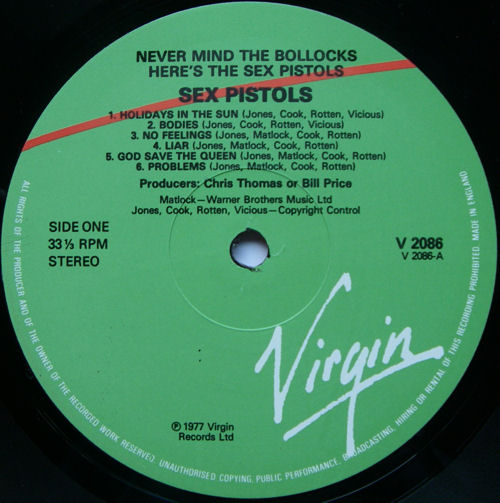 NEVER MIND THE BOLLOCKS
HERE'S THE SEX PISTOLS
SEX PISTOLS
1. HOLIDAYS IN THE SUN (Jones, Cook, Rotten, Vicious)
2. BODIES (Jones, Cook, Rotten, Vicious)
3. NO FEELINGS (Jones, Matlock, Cook, Rotten)
4. LIAR (Jones, Matlock, Cook, Rotten)
5. GOD SAVE THE QUEEN (Jones, Matlock, Cook, Rotten)
6. PROBLEMS (Jones, Matlock, Cook, Rotten)
Producers: Chris Thomas or Bill Price
Matlock—Warner Brothers Music Ltd
Jones, Cook, Rotten, Vicious—Copyright Control
SIDE ONE
33⅓ RPM
STEREO
V 2086
V 2086-A
Virgin
℗ 1977 Virgin
Records Ltd
ALL RIGHTS OF THE PRODUCER AND OF THE OWNER OF THE RECORDED WORK RESERVED. UNAUTHORISED COPYING, PUBLIC PERFORMANCE, BROADCASTING, HIRING OR RENTAL OF THIS RECORDING PROHIBITED. MADE IN ENGLAND